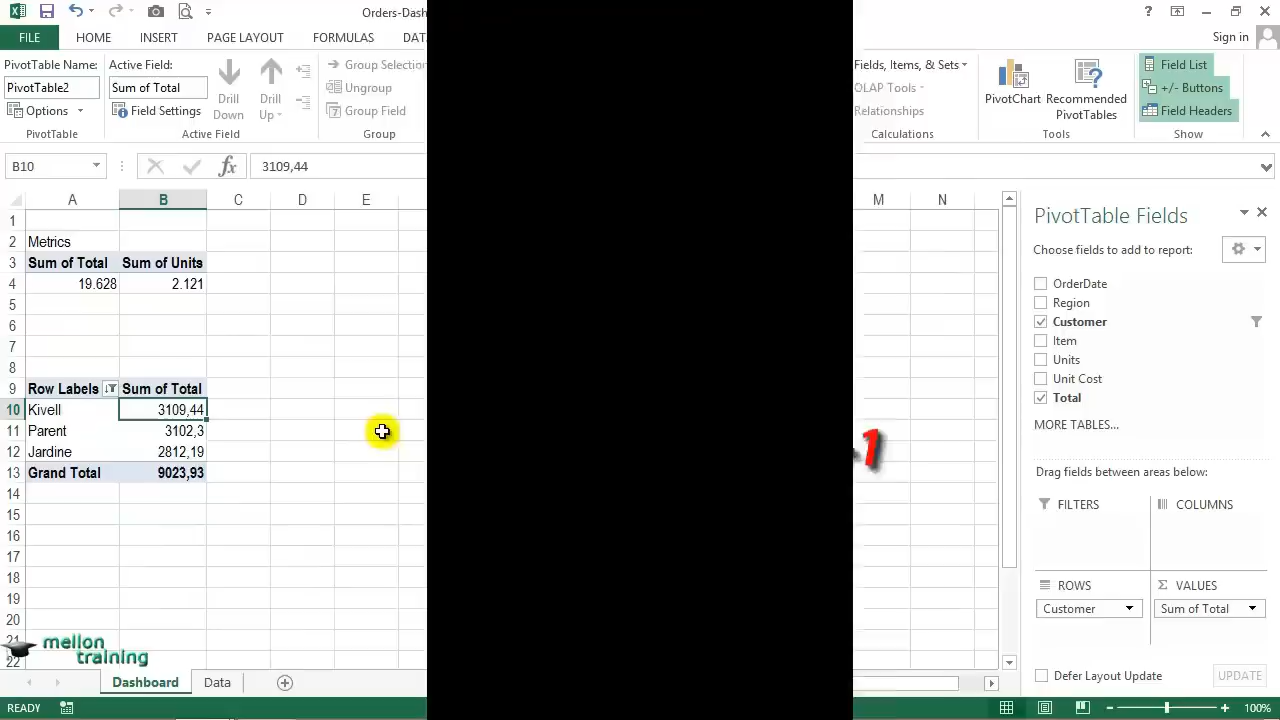 Orders-Dash
Sign in
FILE HOME INSERT PAGE LAYOUT FORMULAS DAT
PivotTable Name: Active Field: Group Selection Fields, Items, & Sets Field List
PivotTable2 Sum of Total Drill Down Drill Up Ungroup OLAP Tools PivotChart Recommended PivotTables +/- Buttons
Options Field Settings Group Field Relationships Field Headers
PivotTable Active Field Group Calculations Tools Show
B10 fx 3109,44
A B C D E M N
1
2 Metrics
3 Sum of Total Sum of Units
4 19.628 2.121
5
6
7
8
9 Row Labels Sum of Total
10 Kivell 3109,44
11 Parent 3102,3
12 Jardine 2812,19
13 Grand Total 9023,93
14
15
16
17
18
19
20
21
22
1
mellon
training
PivotTable Fields
Choose fields to add to report:
OrderDate
Region
Customer
Item
Units
Unit Cost
Total
MORE TABLES...
Drag fields between areas below:
FILTERS COLUMNS
ROWS Σ VALUES
Customer Sum of Total
Defer Layout Update UPDATE
Dashboard Data
READY 100%